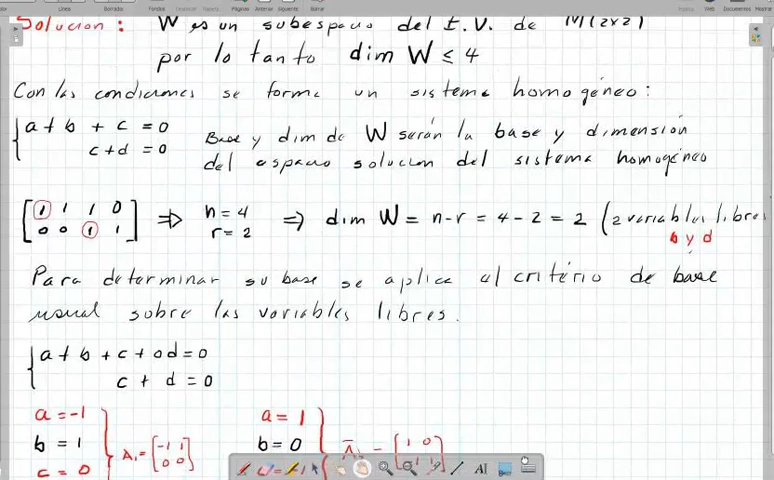 Solución: W es un subespacio del E.V. de M(2x2)
por lo tanto dim W ≤ 4
Con las condiciones se forma un sistema homogéneo:
a + b + c = 0
c + d = 0
Base y dim de W serán la base y dimensión
del espacio solución del sistema homogéneo
1 1 1 0
0 0 1 1
⇒ n = 4
r = 2
⇒ dim W = n - r = 4 - 2 = 2 (2 variables libres
b y d
Para determinar su base se aplica el critério de base
usual sobre las variables libres.
a + b + c + 0d = 0
c + d = 0
a = -1
b = 1
c = 0
A₁ = [-1 1
0 0]
a = 1
b = 0
1 0
AI